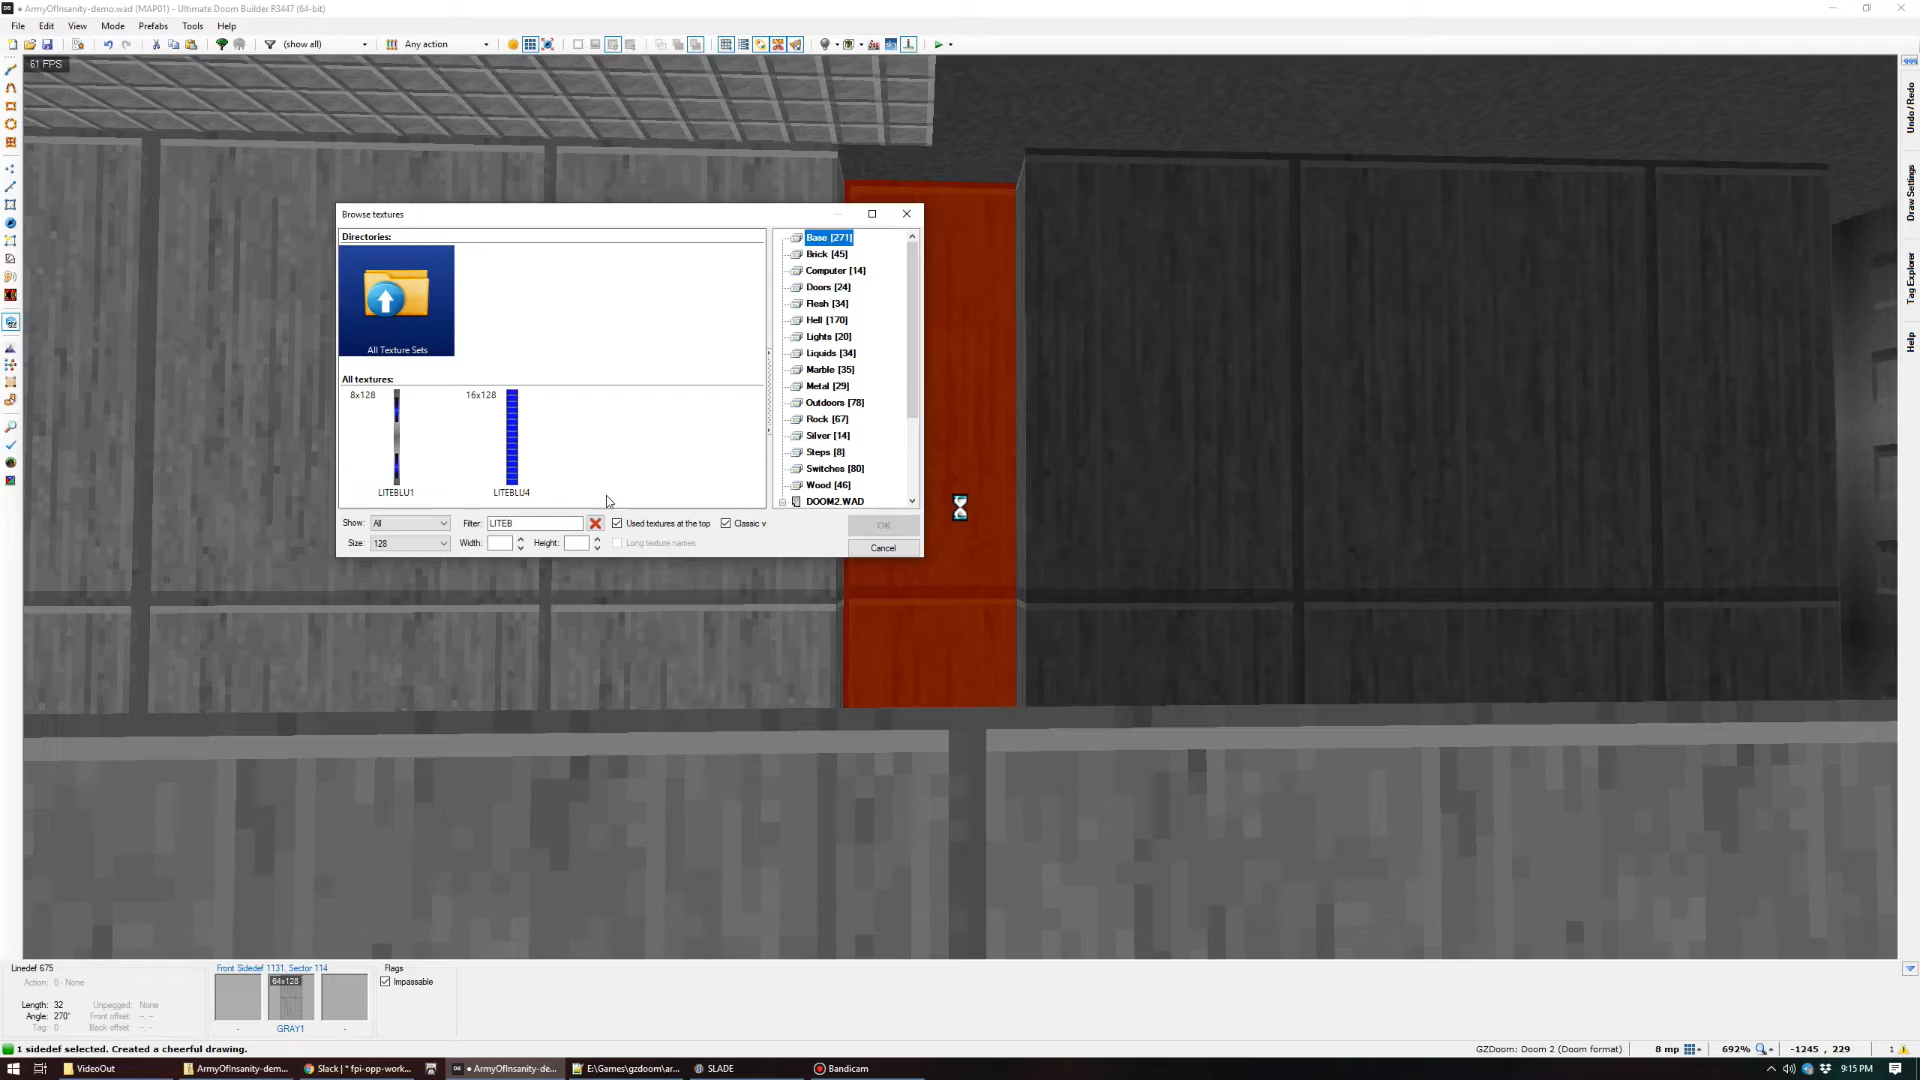 ArmyOfInsanity-demo.wad (MAP01) - Ultimate Doom Builder R3447 (64-bit)
File Edit View Mode Prefabs Tools Help
(show all) Any action
61 FPS
Undo / Redo
Draw Settings
Tag Explorer
Help
Browse textures
Directories:
All Texture Sets
All textures:
8x128 16x128
LITEBLU1 LITEBLU4
Base [271]
Brick [45]
Computer [14]
Doors [24]
Flesh [34]
Hell [170]
Lights [20]
Liquids [34]
Marble [35]
Metal [29]
Outdoors [78]
Rock [67]
Silver [14]
Steps [8]
Switches [80]
Wood [46]
DOOM2.WAD
Show: All Filter: LITEB Used textures at the top Classic v OK
Size: 128 Width: Height: Long texture names Cancel
Linedef 675
Action: 0 - None
Length: 32 Unpegged: None
Angle: 270° Front offset: --, --
Tag: 0 Back offset: --, --
Front Sidedef 1131. Sector 114
64x128
- GRAY1 -
Flags
Impassable
1 sidedef selected. Created a cheerful drawing. GZDoom: Doom 2 (Doom format) 8 mp 692% -1245 , 229 1
VideoOut ArmyOfInsanity-dem... Slack | * fpi-opp-work... • ArmyOfInsanity-de... E:\Games\gzdoom\ar... SLADE Bandicam 9:15 PM